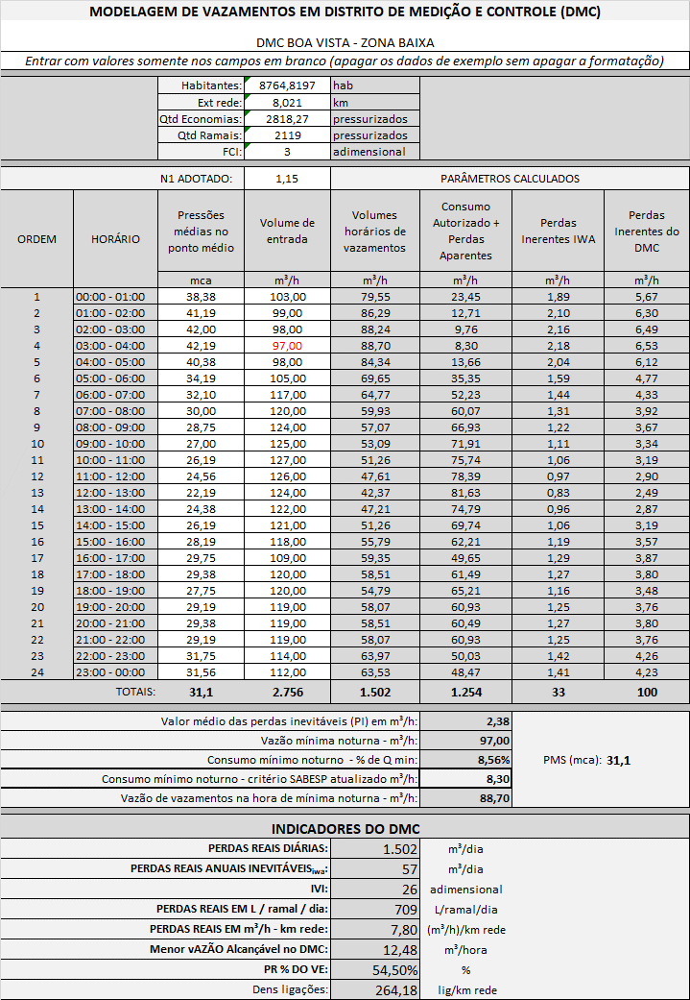 MODELAGEM DE VAZAMENTOS EM DISTRITO DE MEDIÇÃO E CONTROLE (DMC)
DMC BOA VISTA - ZONA BAIXA
Entrar com valores somente nos campos em branco (apagar os dados de exemplo sem apagar a formatação)
Habitantes: 8764,8197 hab
Ext rede: 8,021 km
Qtd Economias: 2818,27 pressurizados
Qtd Ramais: 2119 pressurizados
FCI: 3 adimensional
N1 ADOTADO: 1,15 PARÂMETROS CALCULADOS
ORDEM HORÁRIO Pressões médias no ponto médio Volume de entrada Volumes horários de vazamentos Consumo Autorizado + Perdas Aparentes Perdas Inerentes IWA Perdas Inerentes do DMC
mca m³/h m³/h m³/h m³/h m³/h
1 00:00 - 01:00 38,38 103,00 79,55 23,45 1,89 5,67
2 01:00 - 02:00 41,19 99,00 86,29 12,71 2,10 6,30
3 02:00 - 03:00 42,00 98,00 88,24 9,76 2,16 6,49
4 03:00 - 04:00 42,19 97,00 88,70 8,30 2,18 6,53
5 04:00 - 05:00 40,38 98,00 84,34 13,66 2,04 6,12
6 05:00 - 06:00 34,19 105,00 69,65 35,35 1,59 4,77
7 06:00 - 07:00 32,10 117,00 64,77 52,23 1,44 4,33
8 07:00 - 08:00 30,00 120,00 59,93 60,07 1,31 3,92
9 08:00 - 09:00 28,75 124,00 57,07 66,93 1,22 3,67
10 09:00 - 10:00 27,00 125,00 53,09 71,91 1,11 3,34
11 10:00 - 11:00 26,19 127,00 51,26 75,74 1,06 3,19
12 11:00 - 12:00 24,56 126,00 47,61 78,39 0,97 2,90
13 12:00 - 13:00 22,19 124,00 42,37 81,63 0,83 2,49
14 13:00 - 14:00 24,38 122,00 47,21 74,79 0,96 2,87
15 14:00 - 15:00 26,19 121,00 51,26 69,74 1,06 3,19
16 15:00 - 16:00 28,19 118,00 55,79 62,21 1,19 3,57
17 16:00 - 17:00 29,75 109,00 59,35 49,65 1,29 3,87
18 17:00 - 18:00 29,38 120,00 58,51 61,49 1,27 3,80
19 18:00 - 19:00 27,75 120,00 54,79 65,21 1,16 3,48
20 19:00 - 20:00 29,19 119,00 58,07 60,93 1,25 3,76
21 20:00 - 21:00 29,38 119,00 58,51 60,49 1,27 3,80
22 21:00 - 22:00 29,19 119,00 58,07 60,93 1,25 3,76
23 22:00 - 23:00 31,75 114,00 63,97 50,03 1,42 4,26
24 23:00 - 00:00 31,56 112,00 63,53 48,47 1,41 4,23
TOTAIS: 31,1 2.756 1.502 1.254 33 100
Valor médio das perdas inevitáveis (PI) em m³/h: 2,38
Vazão mínima noturna - m³/h: 97,00
Consumo mínimo noturno - % de Q min: 8,56% PMS (mca): 31,1
Consumo mínimo noturno - critério SABESP atualizado m³/h: 8,30
Vazão de vazamentos na hora de mínima noturna - m³/h: 88,70
INDICADORES DO DMC
PERDAS REAIS DIÁRIAS: 1.502 m³/dia
PERDAS REAIS ANUAIS INEVITÁVEISiwa: 57 m³/dia
IVI: 26 adimensional
PERDAS REAIS EM L / ramal / dia: 709 L/ramal/dia
PERDAS REAIS EM m³/h - km rede: 7,80 (m³/h)/km rede
Menor vAZÃO Alcançável no DMC: 12,48 m³/hora
PR % DO VE: 54,50% %
Dens ligações: 264,18 lig/km rede